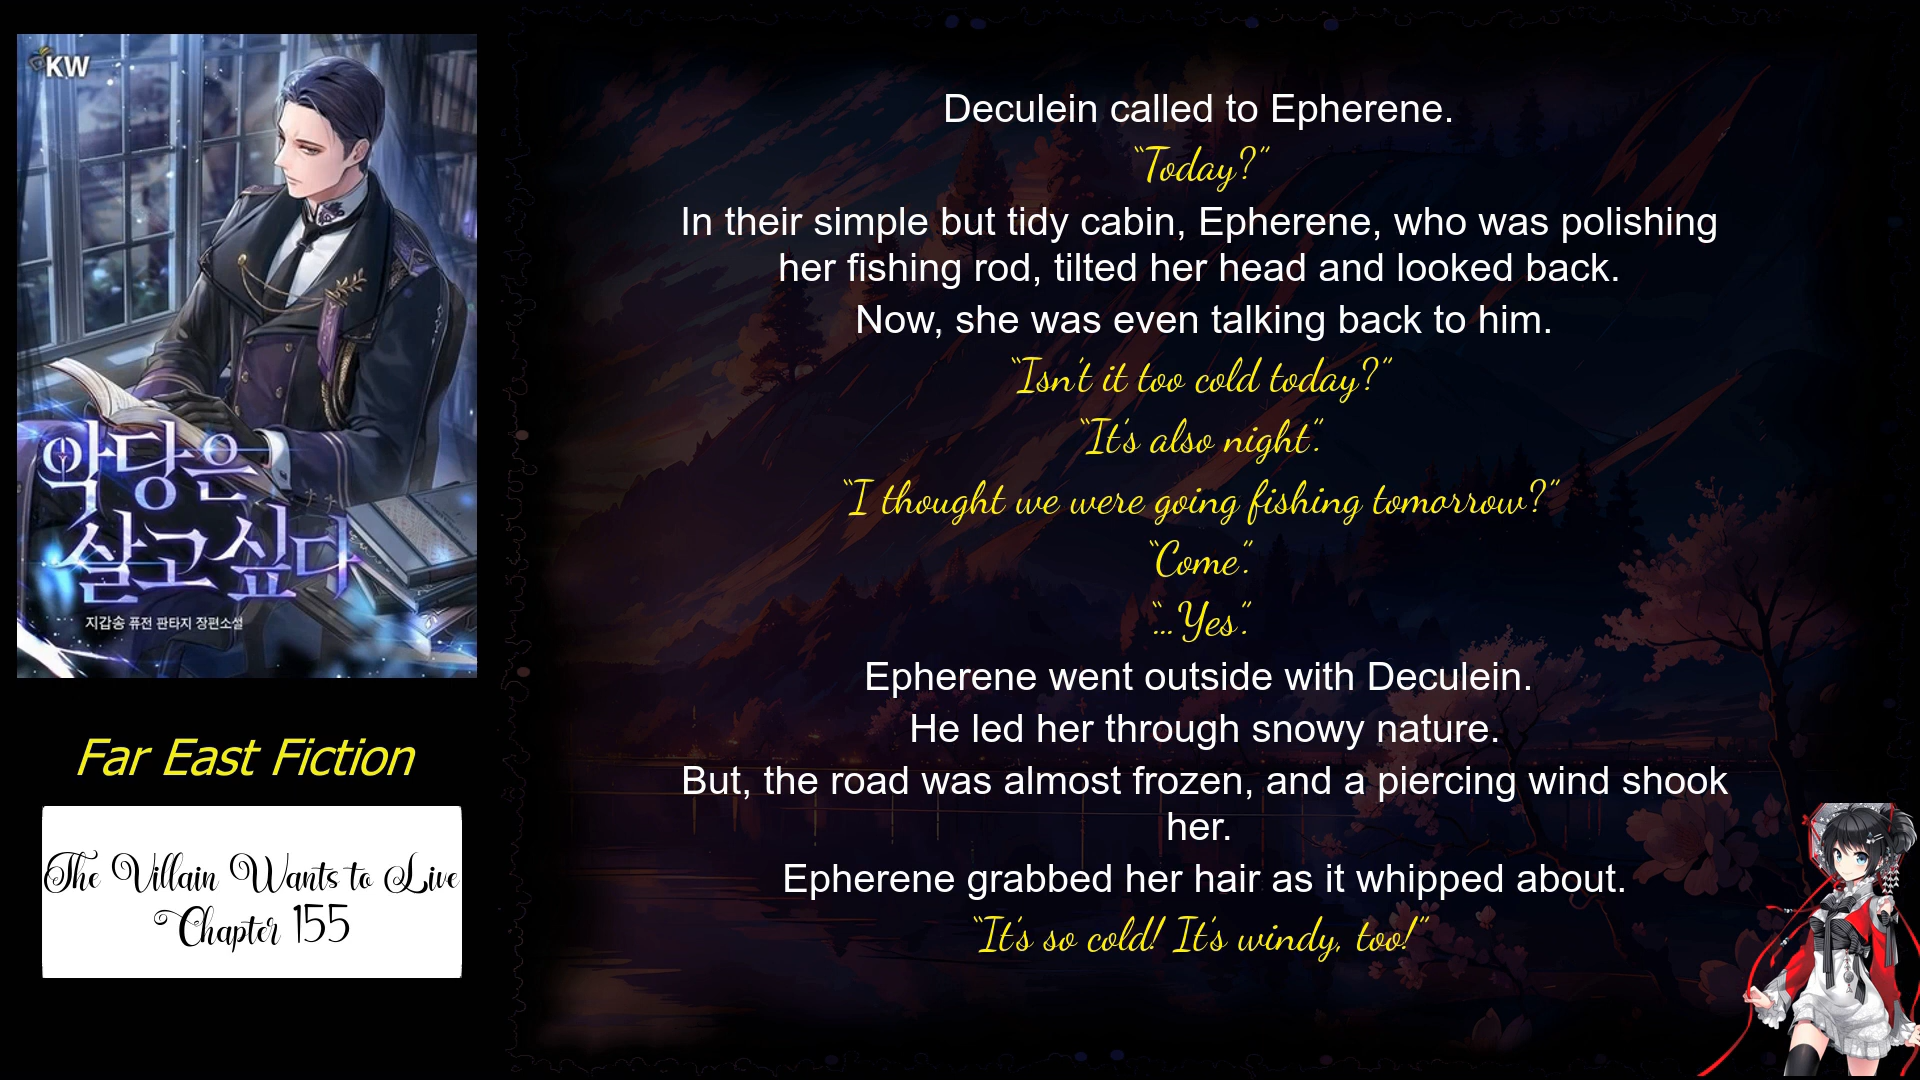 KW
악당은
살고싶다
지갑송 퓨전 판타지 장편소설
Far East Fiction
The Villain Wants to Live
Chapter 155
Deculein called to Epherene.
“Today?”
In their simple but tidy cabin, Epherene, who was polishing
her fishing rod, tilted her head and looked back.
Now, she was even talking back to him.
“Isn’t it too cold today?”
“It’s also night”.
“I thought we were going fishing tomorrow?”
“Come”.
“…Yes”.
Epherene went outside with Deculein.
He led her through snowy nature.
But, the road was almost frozen, and a piercing wind shook
her.
Epherene grabbed her hair as it whipped about.
“It’s so cold! It’s windy, too!”